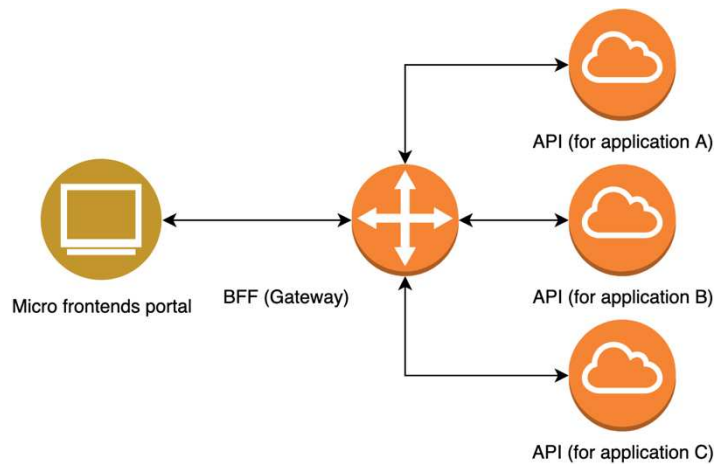 API (for application A)
Micro frontends portal
BFF (Gateway)
API (for application B)
API (for application C)